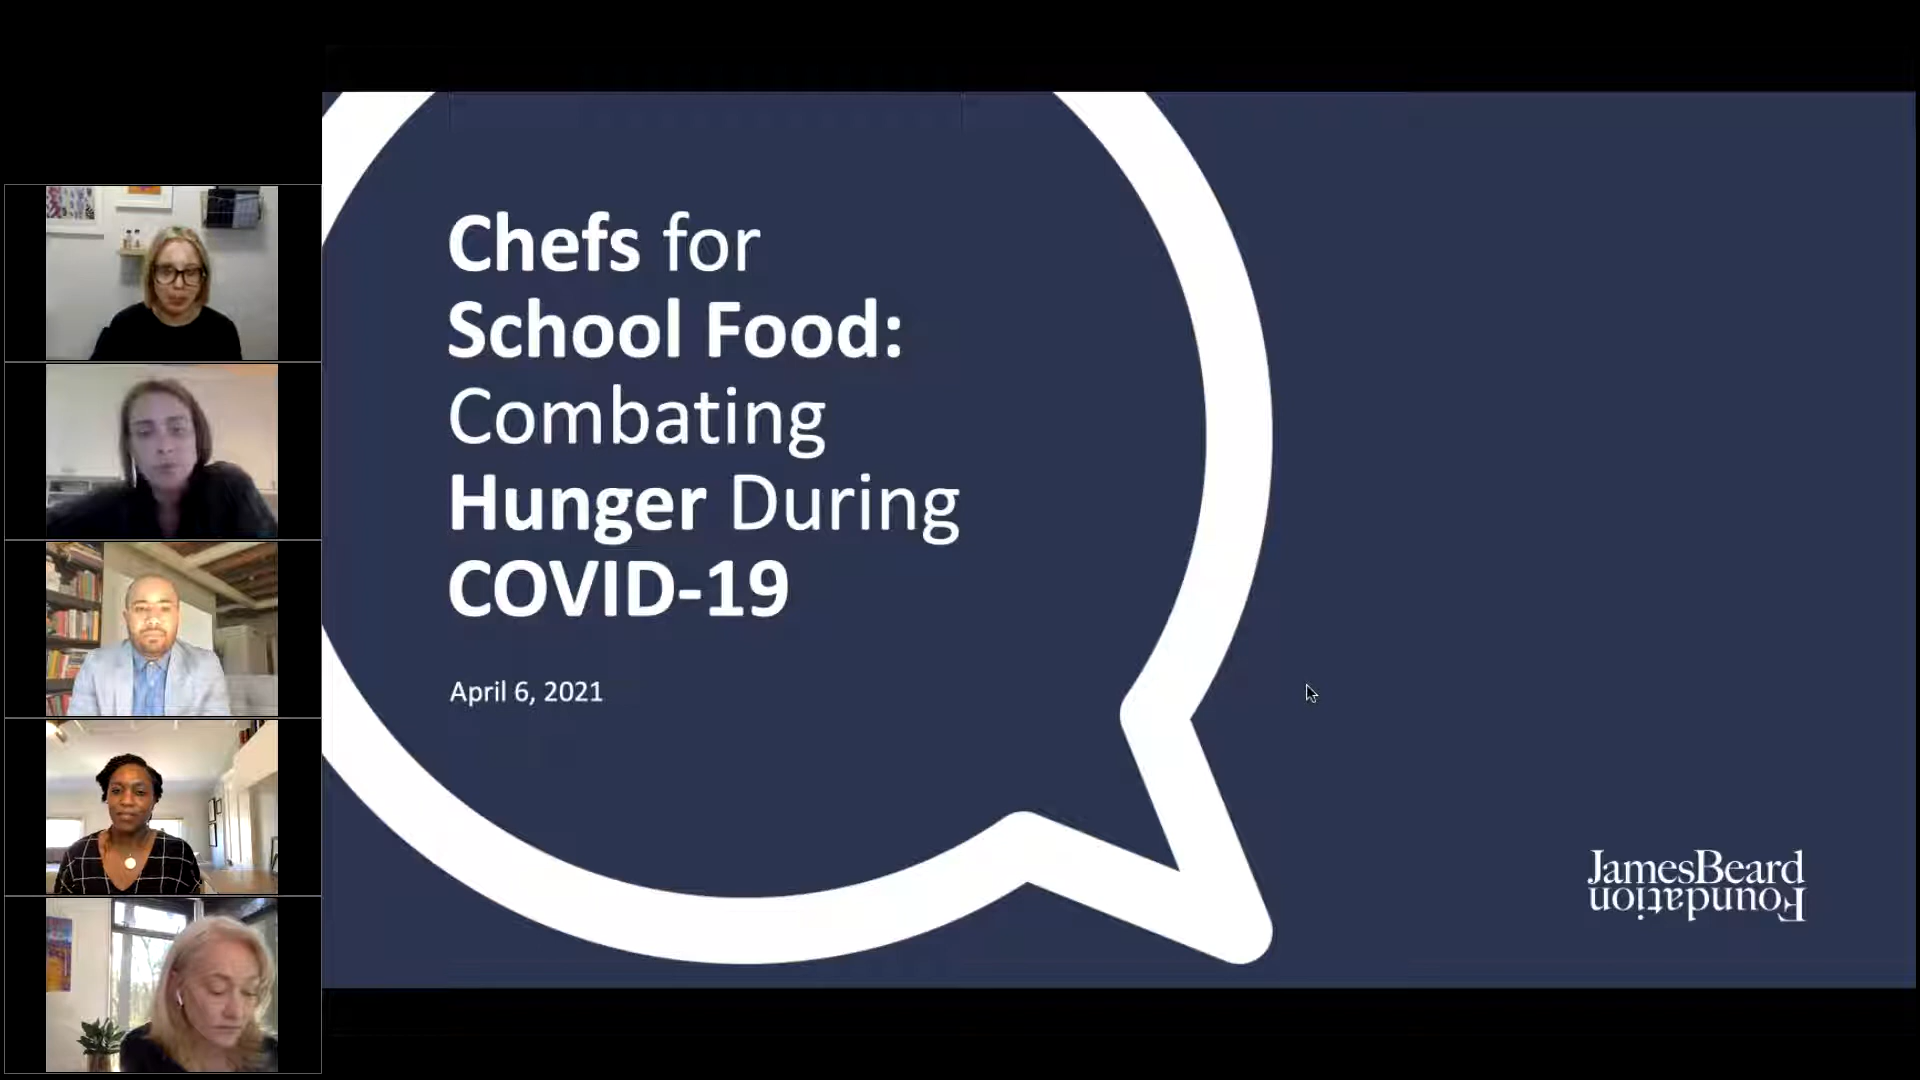 Chefs for
School Food:
Combating
Hunger During
COVID-19
April 6, 2021
JamesBeard
Foundation